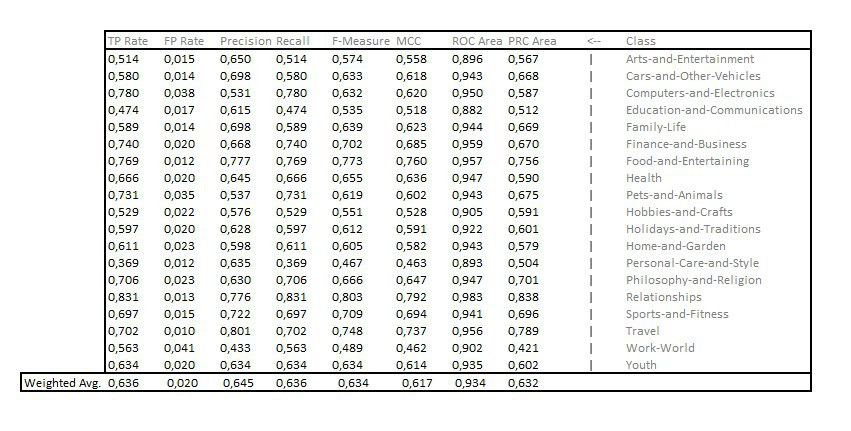 TP Rate FP Rate Precision Recall F-Measure MCC ROC Area PRC Area <-- Class
0,514 0,015 0,650 0,514 0,574 0,558 0,896 0,567 | Arts-and-Entertainment
0,580 0,014 0,698 0,580 0,633 0,618 0,943 0,668 | Cars-and-Other-Vehicles
0,780 0,038 0,531 0,780 0,632 0,620 0,950 0,587 | Computers-and-Electronics
0,474 0,017 0,615 0,474 0,535 0,518 0,882 0,512 | Education-and-Communications
0,589 0,014 0,698 0,589 0,639 0,623 0,944 0,669 | Family-Life
0,740 0,020 0,668 0,740 0,702 0,685 0,959 0,670 | Finance-and-Business
0,769 0,012 0,777 0,769 0,773 0,760 0,957 0,756 | Food-and-Entertaining
0,666 0,020 0,645 0,666 0,655 0,636 0,947 0,590 | Health
0,731 0,035 0,537 0,731 0,619 0,602 0,943 0,675 | Pets-and-Animals
0,529 0,022 0,576 0,529 0,551 0,528 0,905 0,591 | Hobbies-and-Crafts
0,597 0,020 0,628 0,597 0,612 0,591 0,922 0,601 | Holidays-and-Traditions
0,611 0,023 0,598 0,611 0,605 0,582 0,943 0,579 | Home-and-Garden
0,369 0,012 0,635 0,369 0,467 0,463 0,893 0,504 | Personal-Care-and-Style
0,706 0,023 0,630 0,706 0,666 0,647 0,947 0,701 | Philosophy-and-Religion
0,831 0,013 0,776 0,831 0,803 0,792 0,983 0,838 | Relationships
0,697 0,015 0,722 0,697 0,709 0,694 0,941 0,696 | Sports-and-Fitness
0,702 0,010 0,801 0,702 0,748 0,737 0,956 0,789 | Travel
0,563 0,041 0,433 0,563 0,489 0,462 0,902 0,421 | Work-World
0,634 0,020 0,634 0,634 0,634 0,614 0,935 0,602 | Youth
Weighted Avg. 0,636 0,020 0,645 0,636 0,634 0,617 0,934 0,632